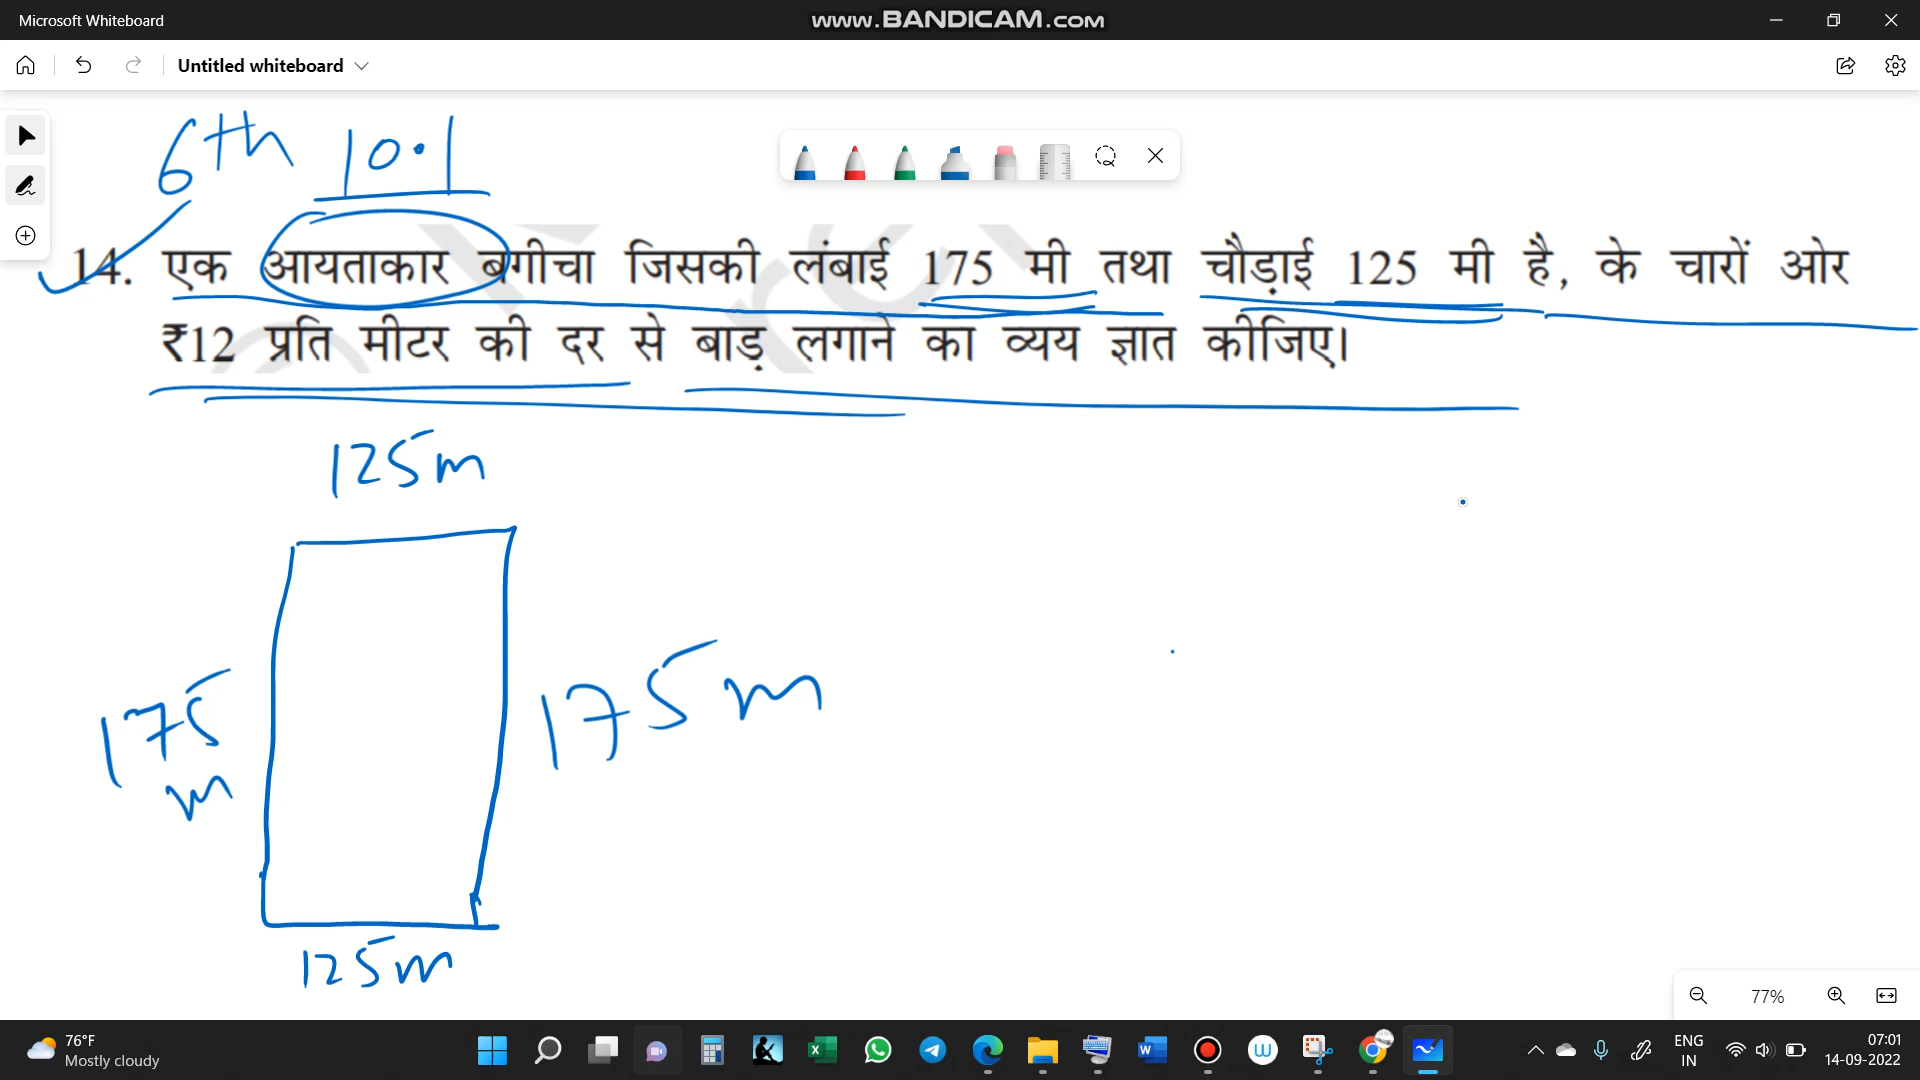 Microsoft Whiteboard
www.BANDICAM.COM
Untitled whiteboard
6th 10.1
14. एक आयताकार बगीचा जिसकी लंबाई 175 मी तथा चौड़ाई 125 मी है, के चारों ओर
₹12 प्रति मीटर की दर से बाड़ लगाने का व्यय ज्ञात कीजिए।
125m
175
m
175m
125m
77%
76°F
Mostly cloudy
ENG
IN
07:01
14-09-2022